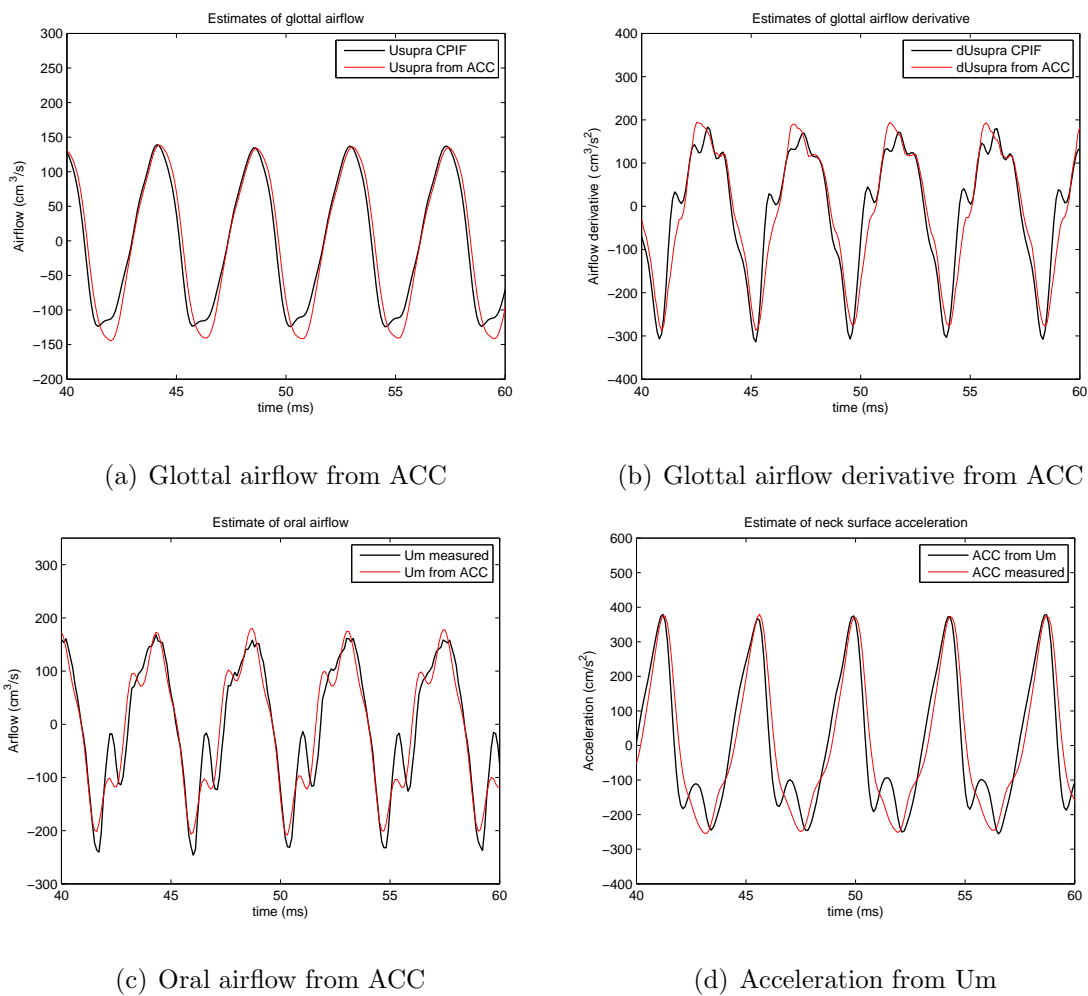 Estimates of glottal airflow
300
250
200
150
100
50
0
−50
−100
−150
−200
40
45
50
55
60
Airflow (cm³/s)
time (ms)
Usupra CPIF
Usupra from ACC
(a) Glottal airflow from ACC
Estimates of glottal airflow derivative
400
300
200
100
0
−100
−200
−300
−400
40
45
50
55
60
Airflow derivative ( cm³/s²)
time (ms)
dUsupra CPIF
dUsupra from ACC
(b) Glottal airflow derivative from ACC
Estimate of oral airflow
300
200
100
0
−100
−200
−300
40
45
50
55
60
Arflow (cm³/s)
time (ms)
Um measured
Um from ACC
(c) Oral airflow from ACC
Estimate of neck surface acceleration
600
500
400
300
200
100
0
−100
−200
−300
−400
40
45
50
55
60
Acceleration (cm/s²)
time (ms)
ACC from Um
ACC measured
(d) Acceleration from Um